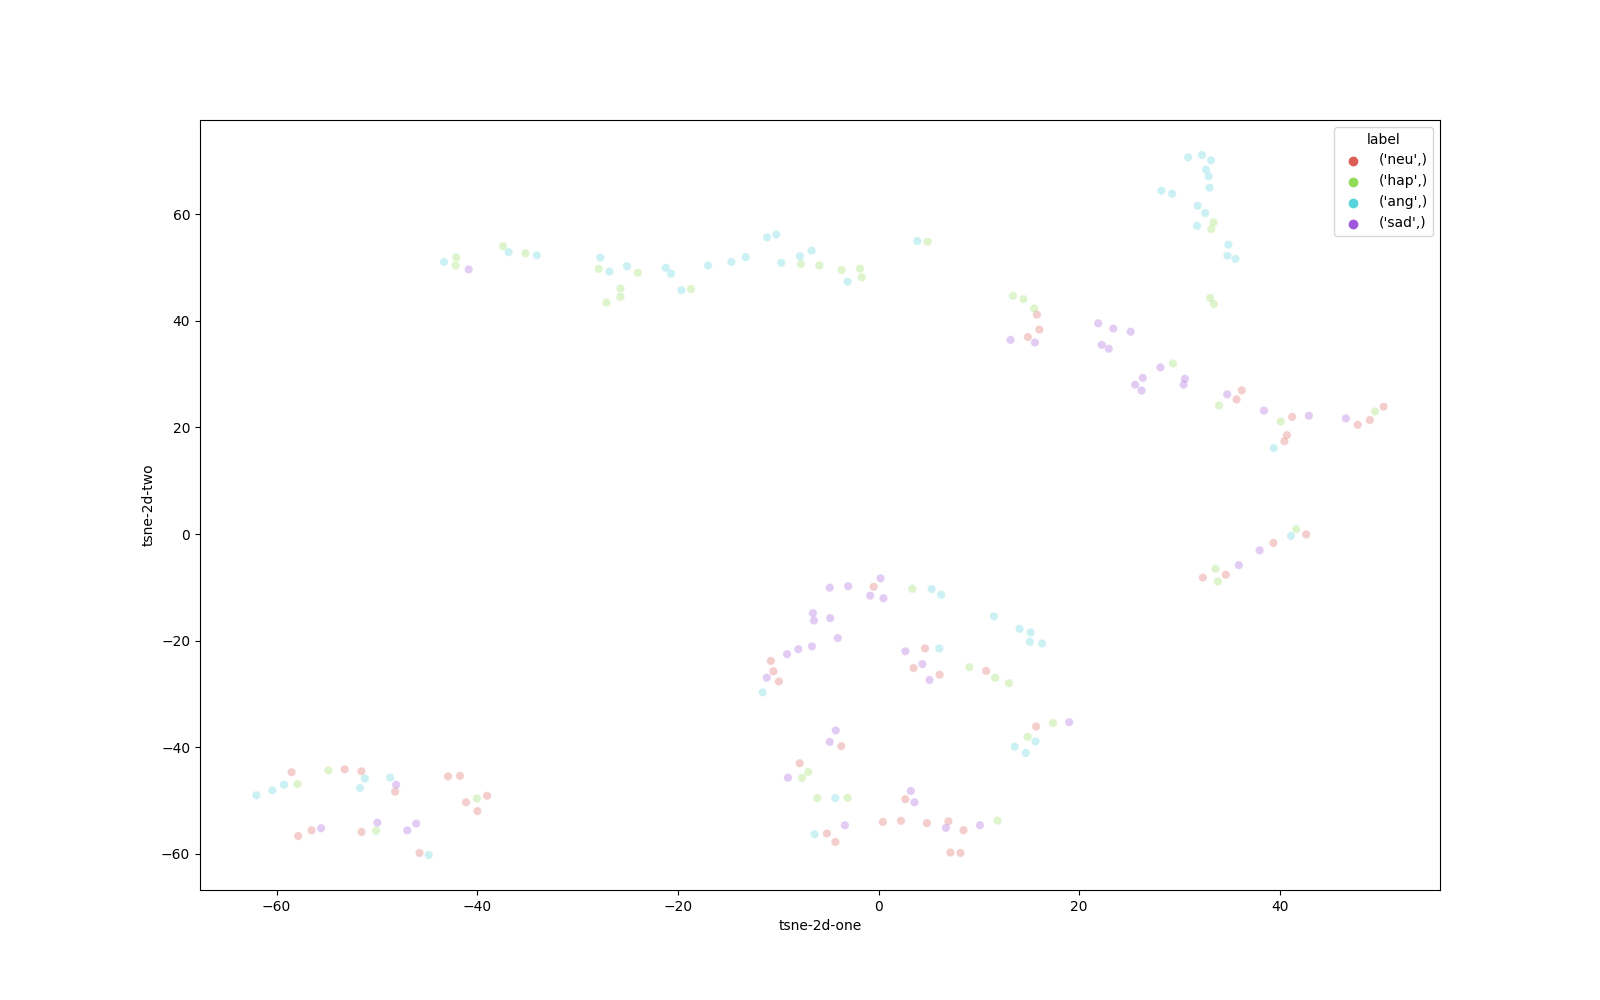 label
('neu',)
('hap',)
('ang',)
('sad',)
60
40
20
0
−20
−40
−60
tsne-2d-two
−60 −40 −20 0 20 40
tsne-2d-one